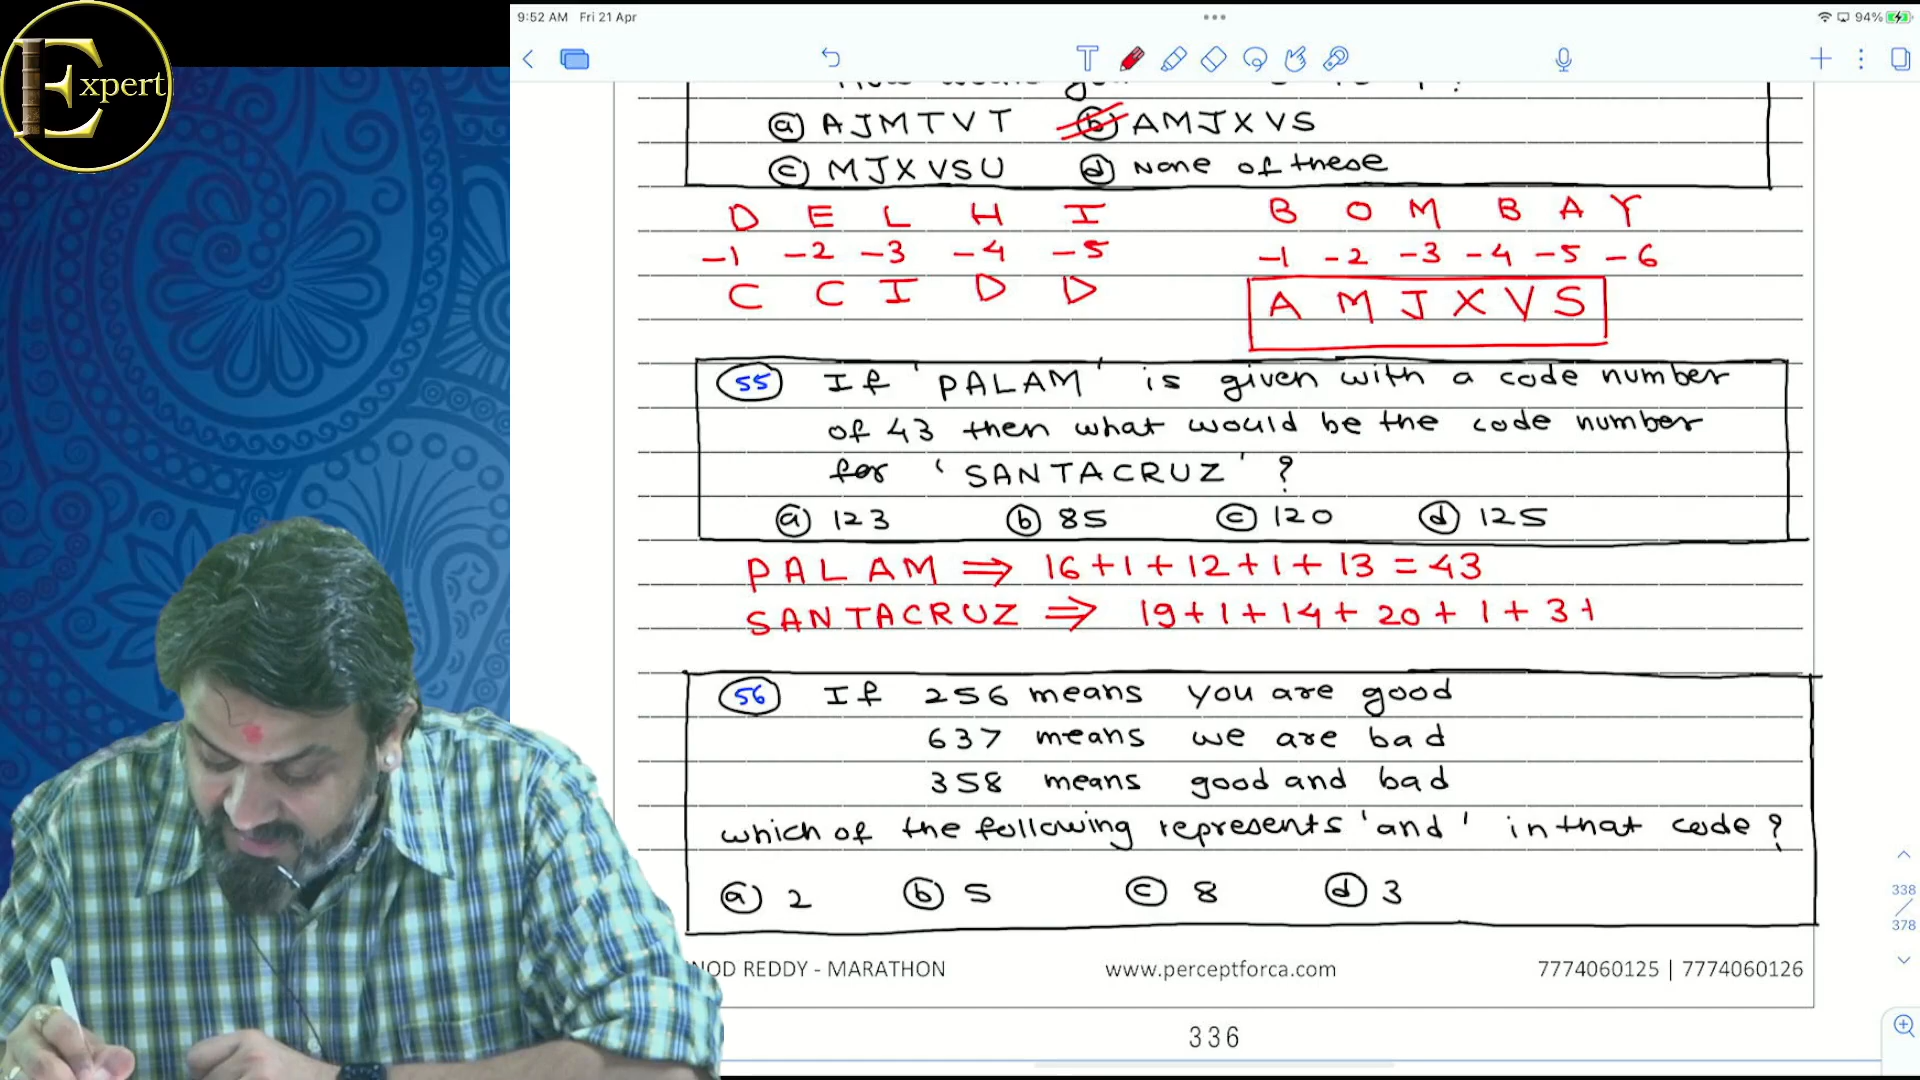 9:52 AM Fri 21 Apr
94%
Expert
(a) AJMTVT (b) AMJXVS
(c) MJXVSU (d) None of these
D E L H I B O M B A Y
-1 -2 -3 -4 -5 -1 -2 -3 -4 -5 -6
C C I D D A M J X V S
55 If 'PALAM' is given with a code number
of 43 then what would be the code number
for 'SANTACRUZ' ?
(a) 123 (b) 85 (c) 120 (d) 125
PALAM ⇒ 16+1+12+1+13 = 43
SANTACRUZ ⇒ 19+1+14+20+1+3+
56 If 256 means you are good
637 means we are bad
358 means good and bad
which of the following represents 'and' in that code?
(a) 2 (b) 5 (c) 8 (d) 3
NOD REDDY - MARATHON www.perceptforca.com 7774060125 | 7774060126
338
378
336